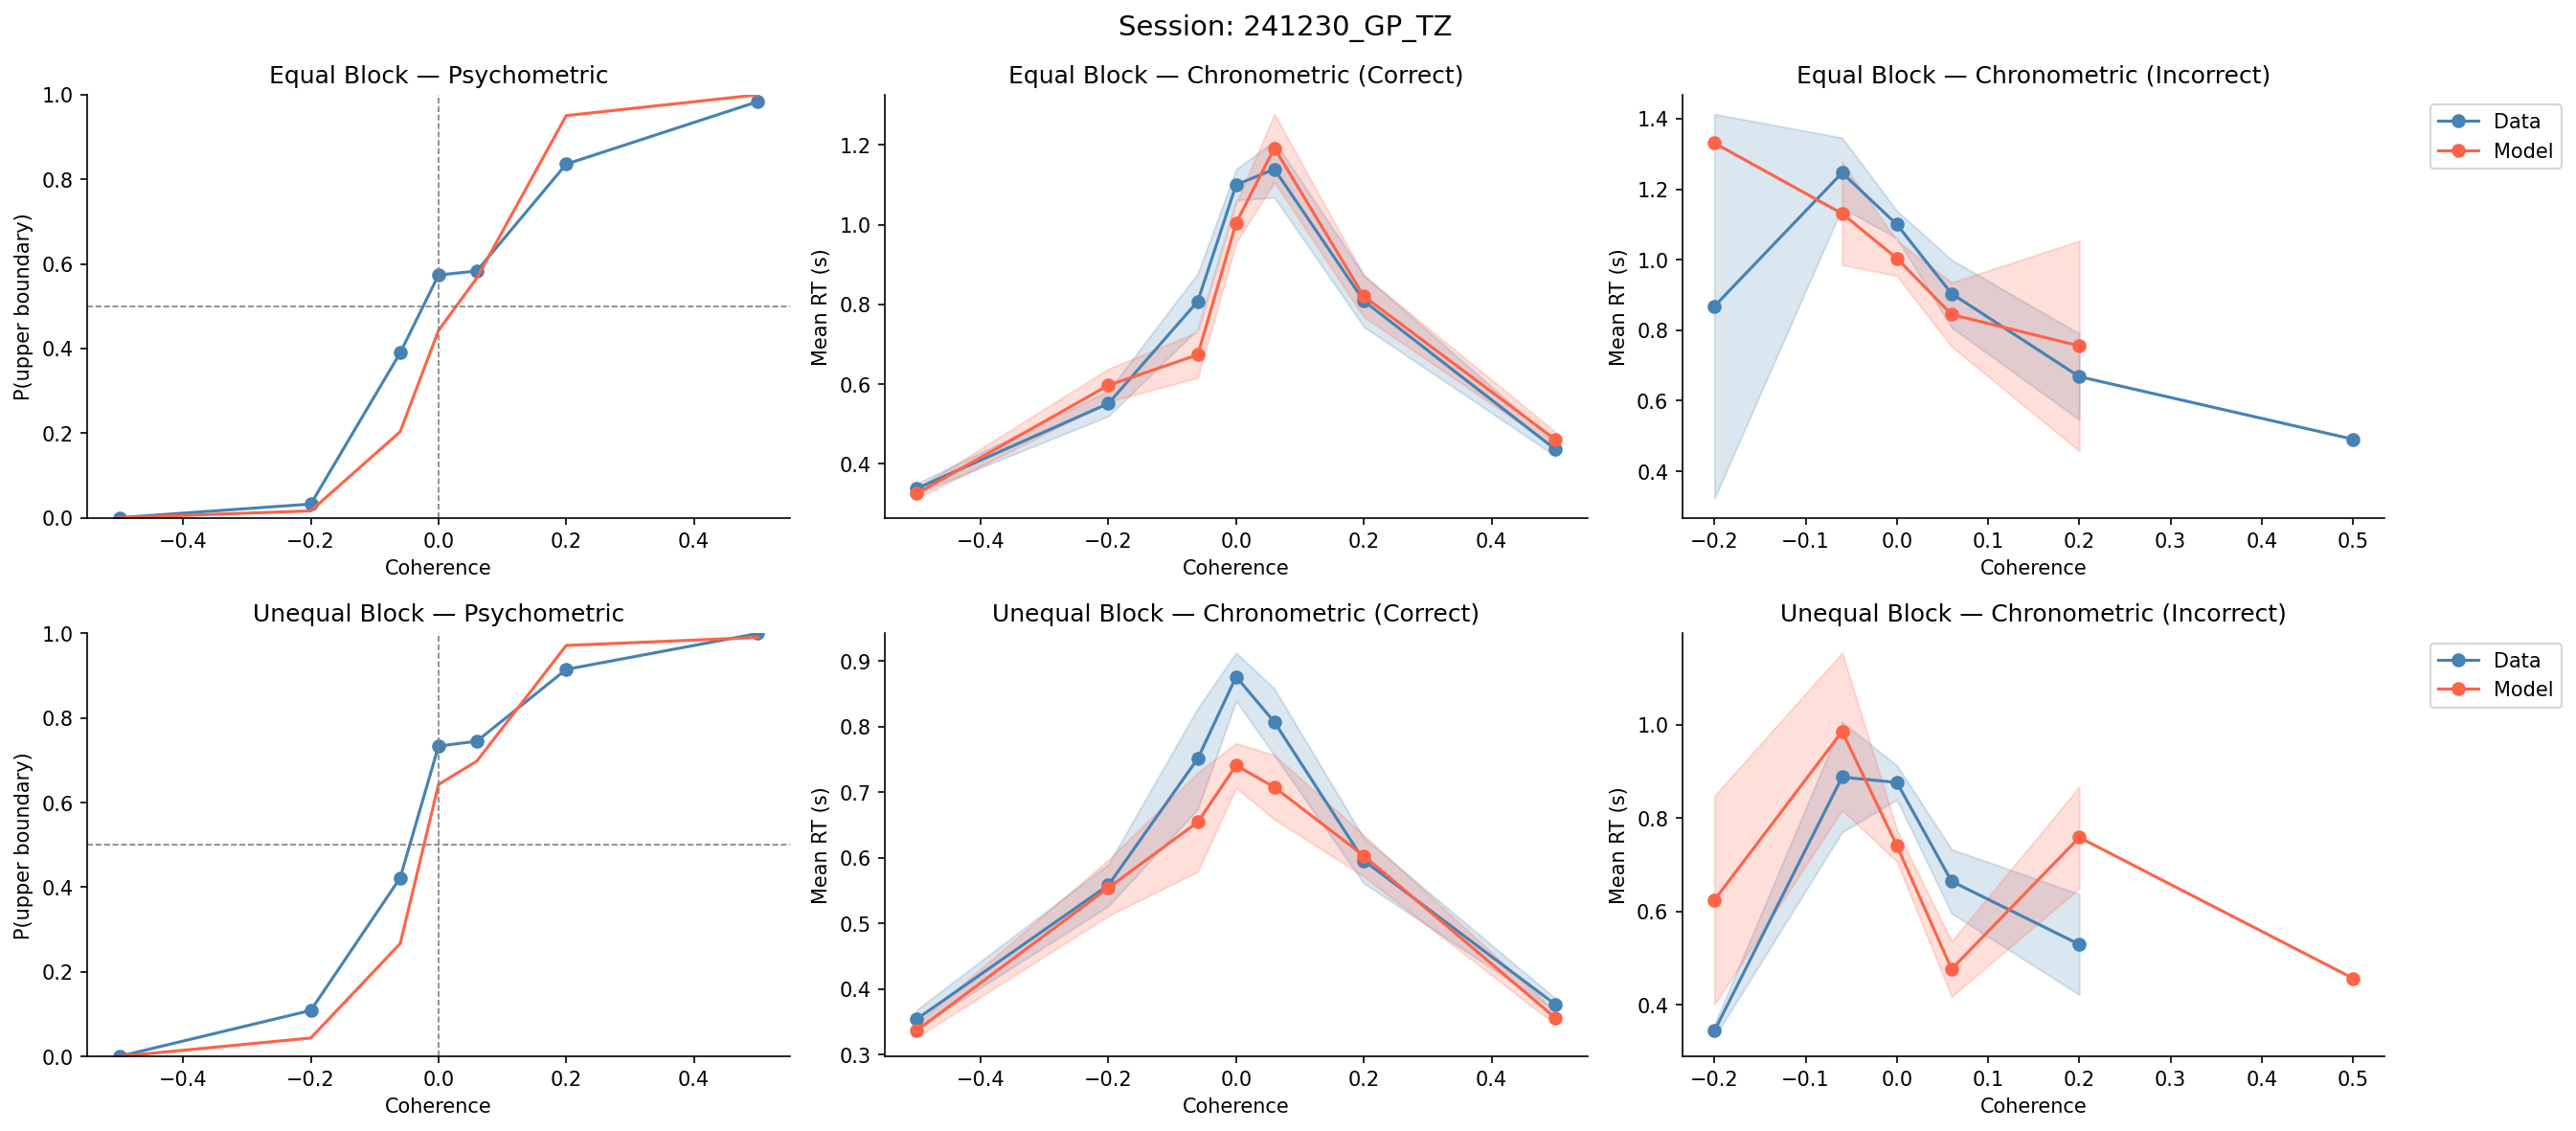 Session: 241230_GP_TZ
Equal Block — Psychometric
P(upper boundary)
1.0
0.8
0.6
0.4
0.2
0.0
−0.4 −0.2 0.0 0.2 0.4
Coherence
Equal Block — Chronometric (Correct)
Mean RT (s)
1.2
1.0
0.8
0.6
0.4
−0.4 −0.2 0.0 0.2 0.4
Coherence
Equal Block — Chronometric (Incorrect)
Mean RT (s)
1.4
1.2
1.0
0.8
0.6
0.4
−0.2 −0.1 0.0 0.1 0.2 0.3 0.4 0.5
Coherence
Data
Model
Unequal Block — Psychometric
P(upper boundary)
1.0
0.8
0.6
0.4
0.2
0.0
−0.4 −0.2 0.0 0.2 0.4
Coherence
Unequal Block — Chronometric (Correct)
Mean RT (s)
0.9
0.8
0.7
0.6
0.5
0.4
0.3
−0.4 −0.2 0.0 0.2 0.4
Coherence
Unequal Block — Chronometric (Incorrect)
Mean RT (s)
1.0
0.8
0.6
0.4
−0.2 −0.1 0.0 0.1 0.2 0.3 0.4 0.5
Coherence
Data
Model